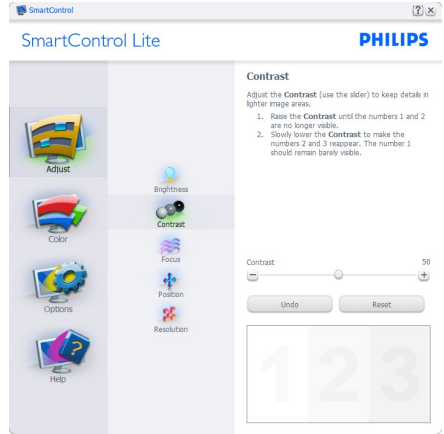 SmartControl
SmartControl Lite
PHILIPS
Adjust
Color
Options
Help
Brightness
Contrast
Focus
Position
Resolution
Contrast
Adjust the Contrast (use the slider) to keep details in
lighter image areas.
1. Raise the Contrast until the numbers 1 and 2
are no longer visible.
2. Slowly lower the Contrast to make the
numbers 2 and 3 reappear. The number 1
should remain barely visible.
Contrast 50
Undo Reset
1 2 3